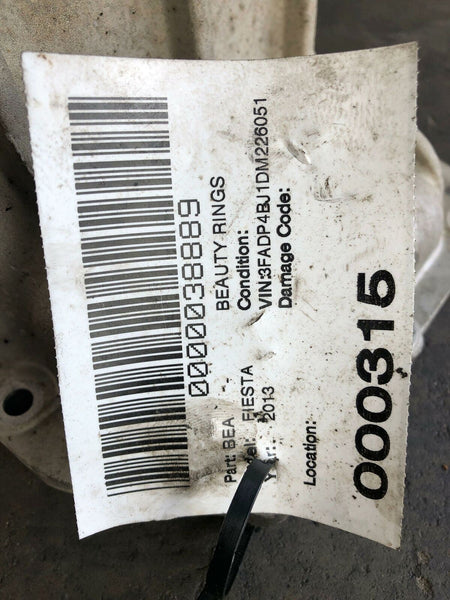 0000038889
Part: BEA -- BEAUTY RINGS
Model: FIESTA Condition:
Year: 2013 VIN:3FADP4BJ1DM226051
Damage Code:
Location:
000315